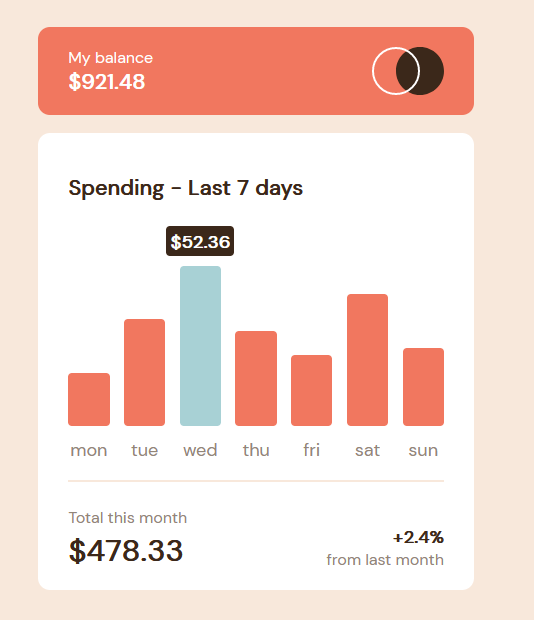 My balance
$921.48
Spending - Last 7 days
$52.36
mon tue wed thu fri sat sun
Total this month
$478.33
+2.4%
from last month